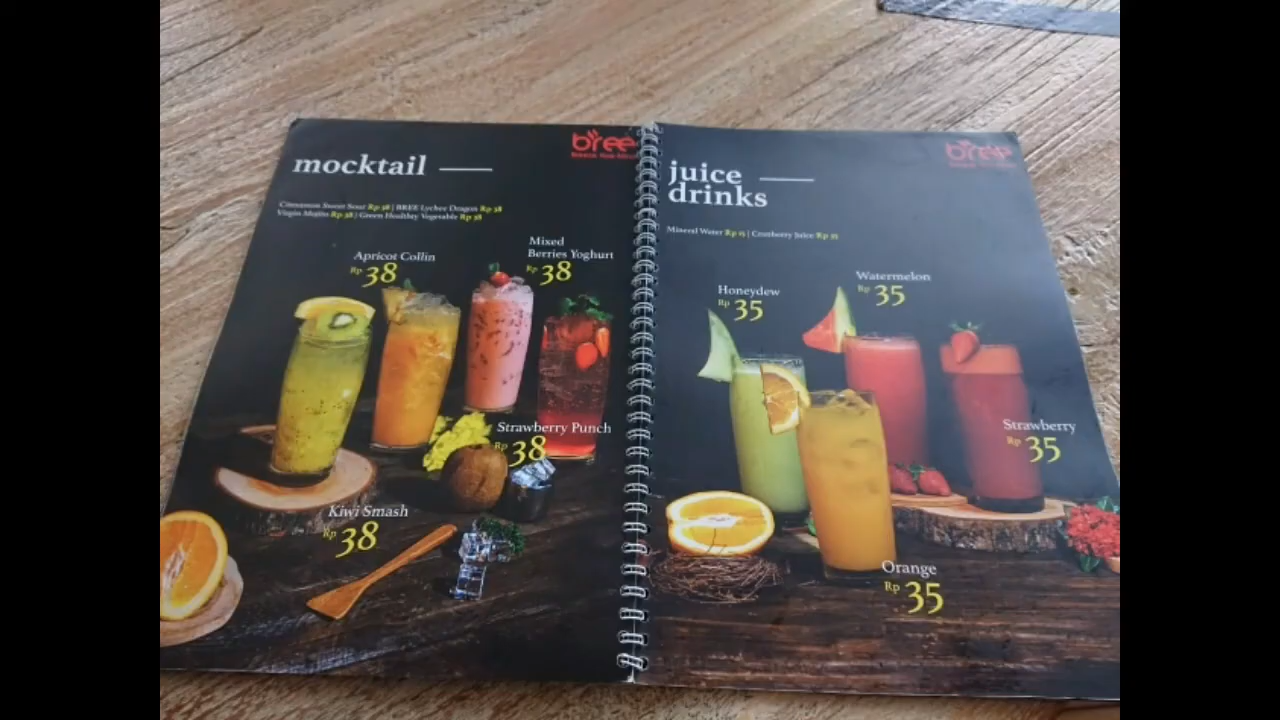 bree
mocktail
Cinnamon Sweet Sour Rp 38 | BREE Lychee Dragon Rp 38
Virgin Mojito Rp 38 | Green Healthy Vegetable Rp 38
Apricot Collin
Rp 38
Mixed
Berries Yoghurt
Rp 38
Strawberry Punch
Rp 38
Kiwi Smash
Rp 38
bree
juice
drinks
Mineral Water Rp 15 | Cranberry Juice Rp 35
Honeydew
Rp 35
Watermelon
Rp 35
Strawberry
Rp 35
Orange
Rp 35